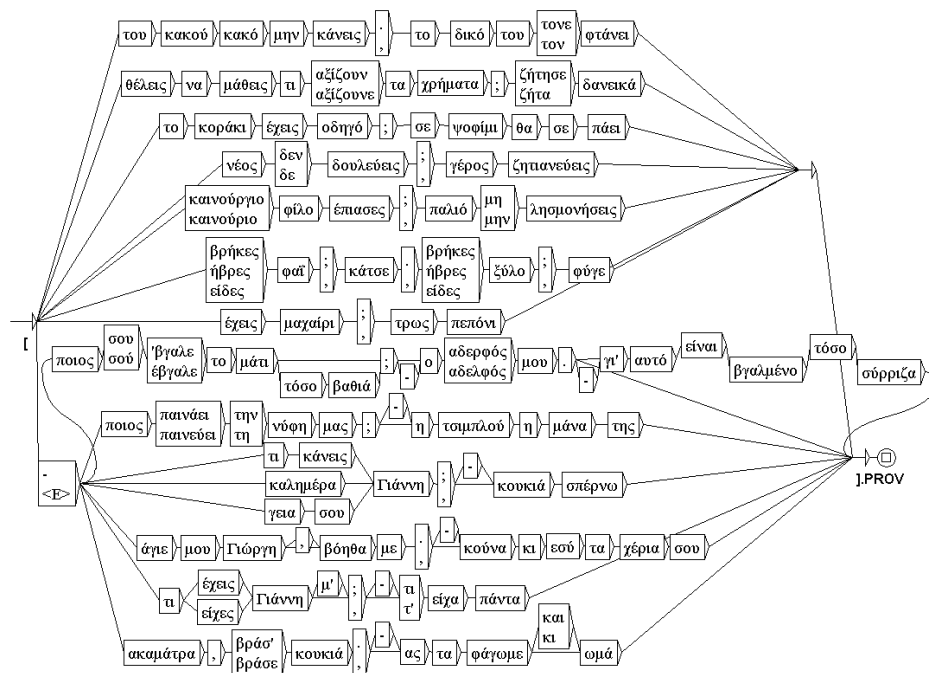 του κακού κακό μην κάνεις . , το δικό του τονε τον φτάνει
θέλεις να μάθεις τι αξίζουν αξίζουνε τα χρήματα ; ζήτησε ζήτα δανεικά
το κοράκι έχεις οδηγό ; σε ψοφίμι θα σε πάει
νέος δεν δε δουλεύεις ; , γέρος ζητιανεύεις
καινούργιο καινούριο φίλο έπιασες ; , παλιό μη μην λησμονήσεις
βρήκες ήβρες είδες φαΐ ; , κάτσε . , βρήκες ήβρες είδες ξύλο ; , φύγε
έχεις μαχαίρι ; , τρως πεπόνι
[
ποιος σου σού 'βγαλε έβγαλε το μάτι τόσο βαθιά ; - ο αδερφός αδελφός μου . - γι' αυτό είναι βγαλμένο τόσο σύρριζα
ποιος παινάει παινεύει την τη νύφη μας ; - η τσιμπλού η μάνα της
- <E>
τι κάνεις
καλημέρα Γιάννη ; , - κουκιά σπέρνω
γεια σου
].PROV
άγιε μου Γιώργη , βόηθα με . , - κούνα κι εσύ τα χέρια σου
τι έχεις είχες Γιάννη μ' ; , - τι τ' είχα πάντα
ακαμάτρα , βράσ' βράσε κουκιά . , - ας τα φάγωμε και κι ωμά